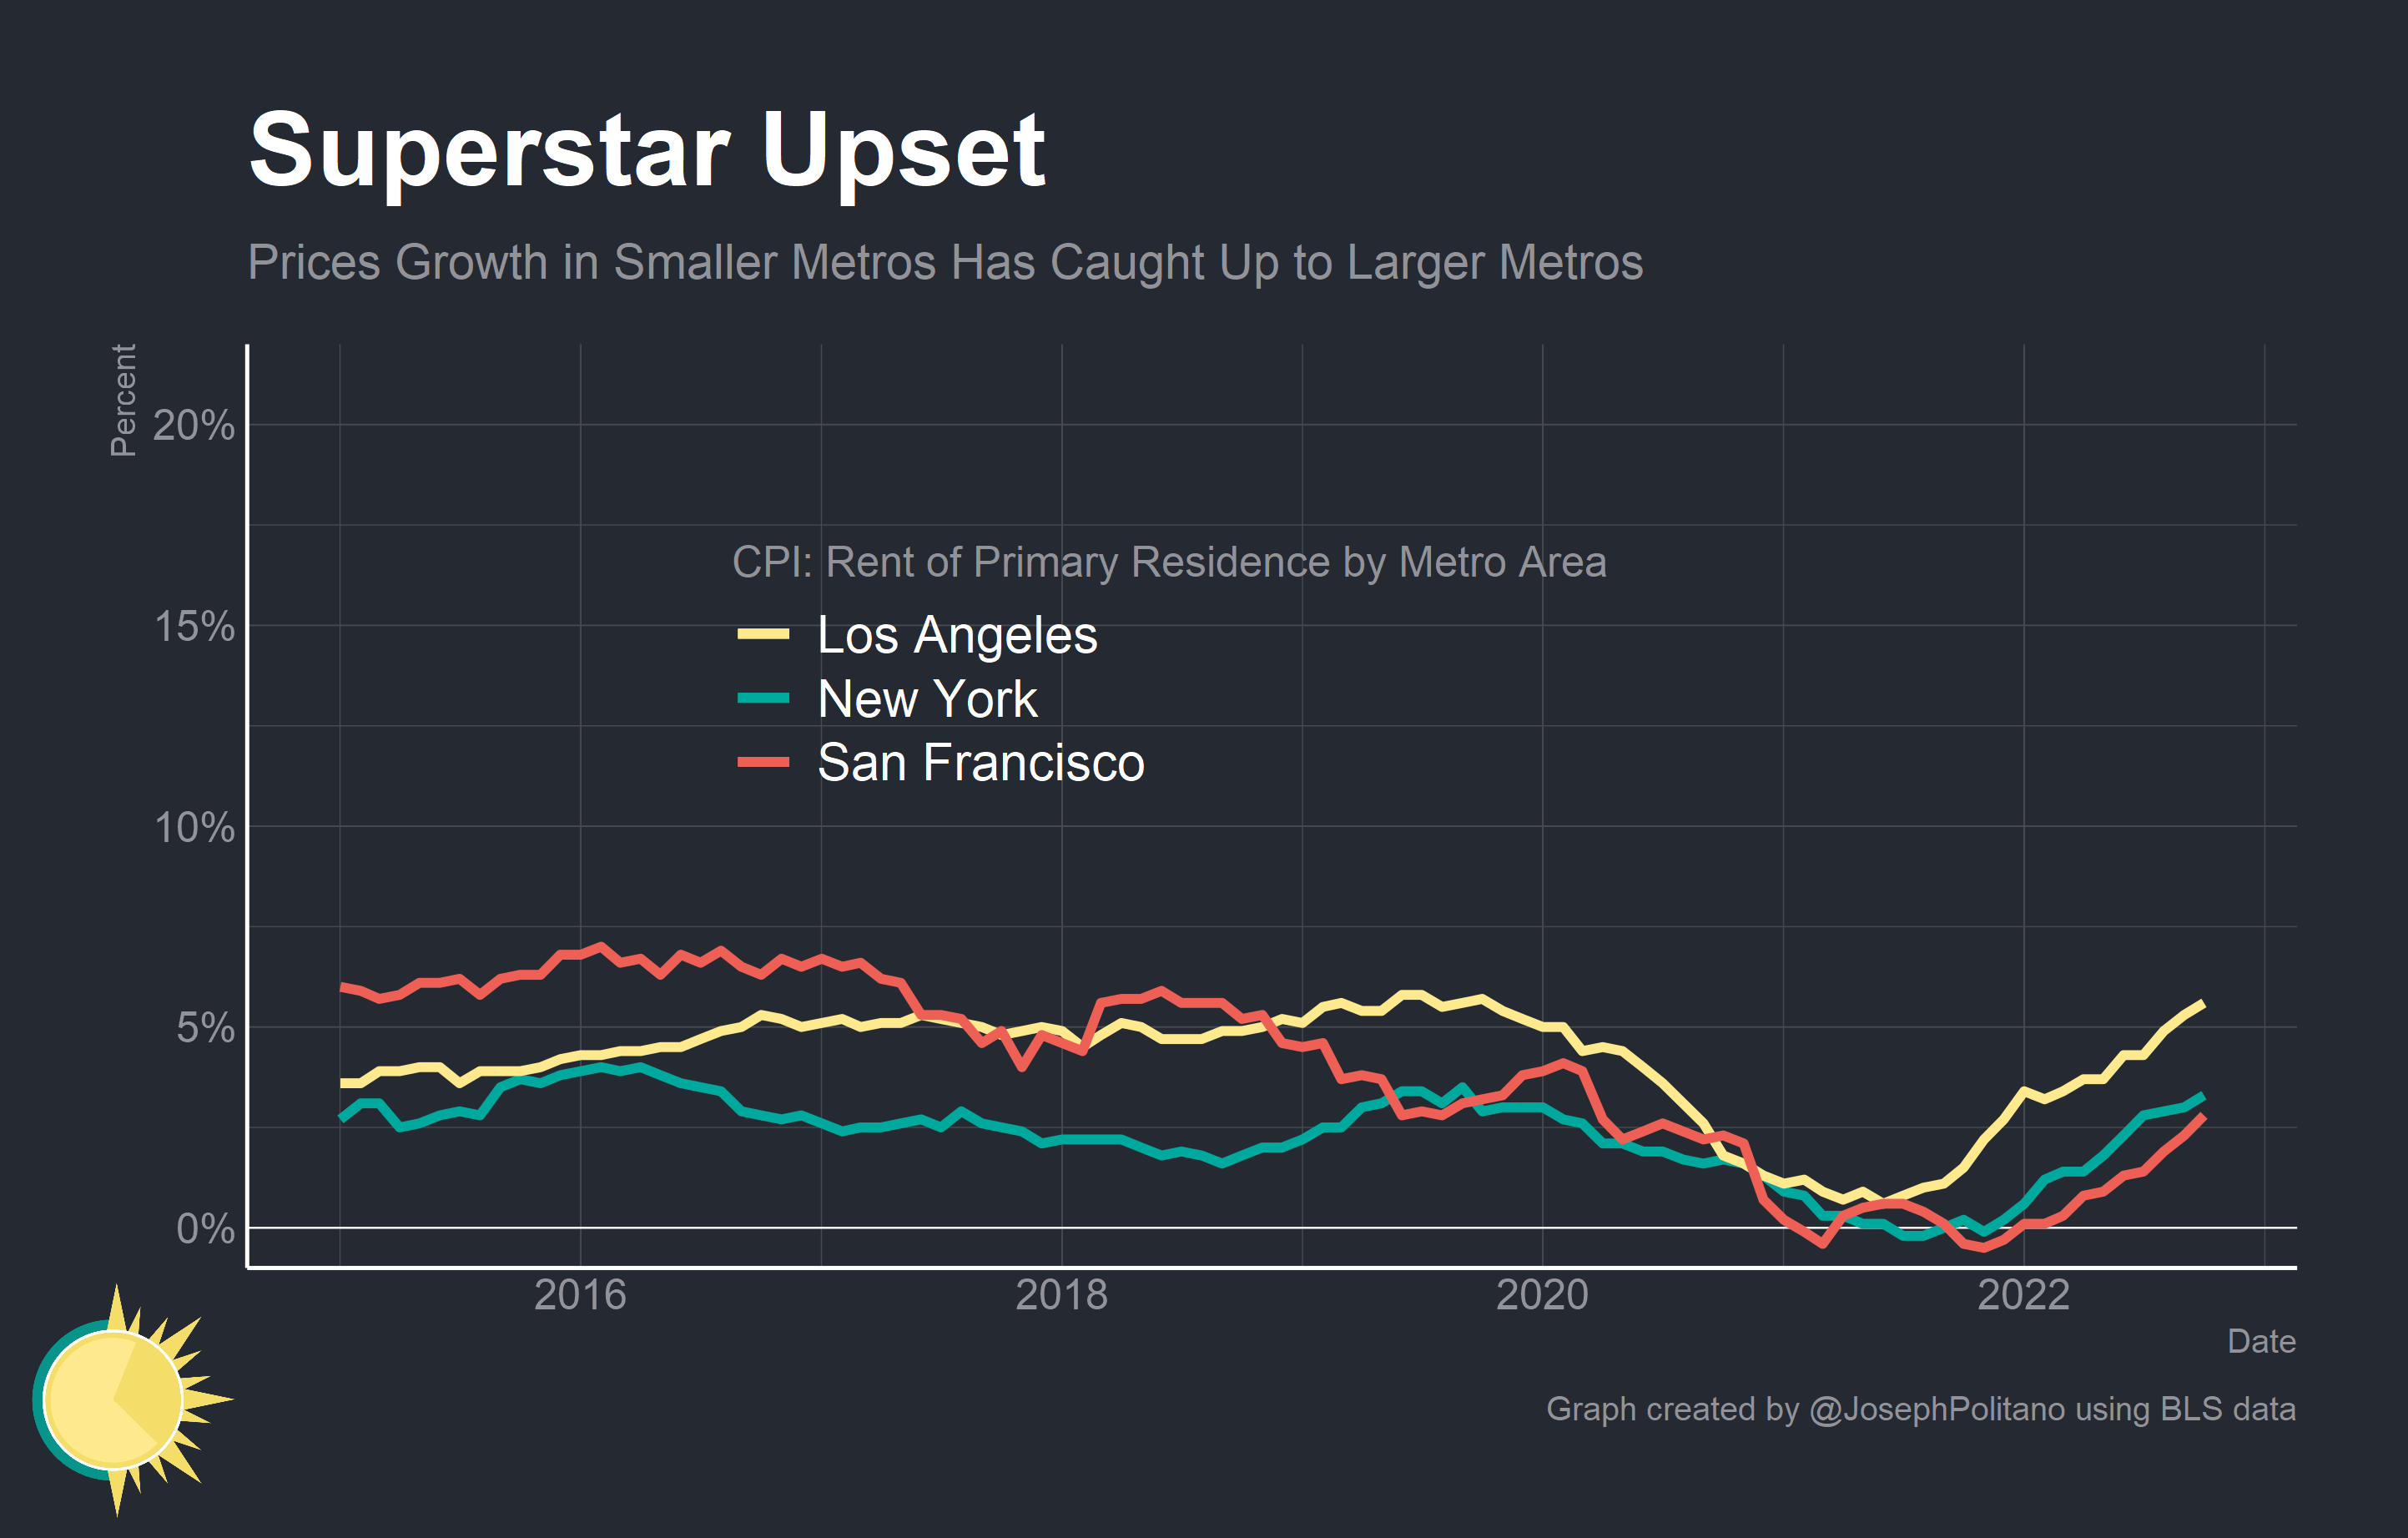 Superstar Upset
Prices Growth in Smaller Metros Has Caught Up to Larger Metros
Percent
20%
15%
10%
5%
0%
CPI: Rent of Primary Residence by Metro Area
Los Angeles
New York
San Francisco
2016
2018
2020
2022
Date
Graph created by @JosephPolitano using BLS data